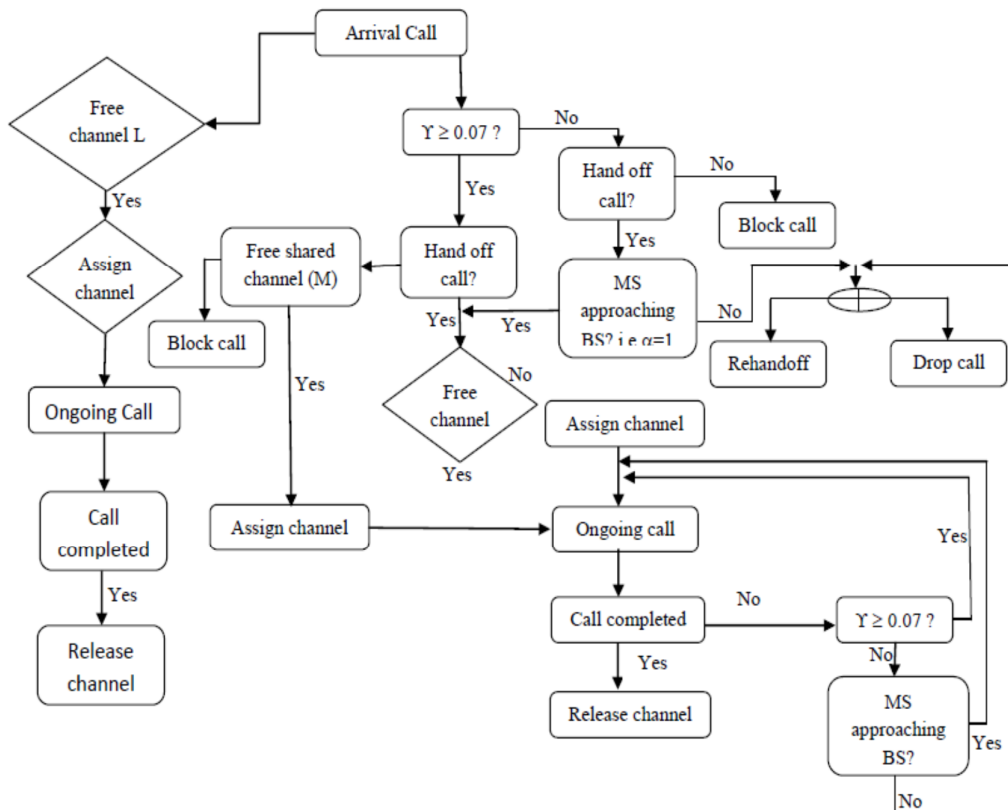 Arrival Call
Free
channel L
ϒ ≥ 0.07 ?
No
Hand off
call?
No
Block call
Yes
Yes
Yes
Assign
channel
Free shared
channel (M)
Hand off
call?
MS
approaching
BS? i.e α=1
Block call
Yes
Yes
No
Rehandoff
Drop call
Yes
No
Free
channel
Yes
Ongoing Call
Assign channel
Call
completed
Assign channel
Ongoing call
Yes
Yes
Call completed
No
ϒ ≥ 0.07 ?
Release
channel
Yes
No
Release channel
MS
approaching
BS?
Yes
No